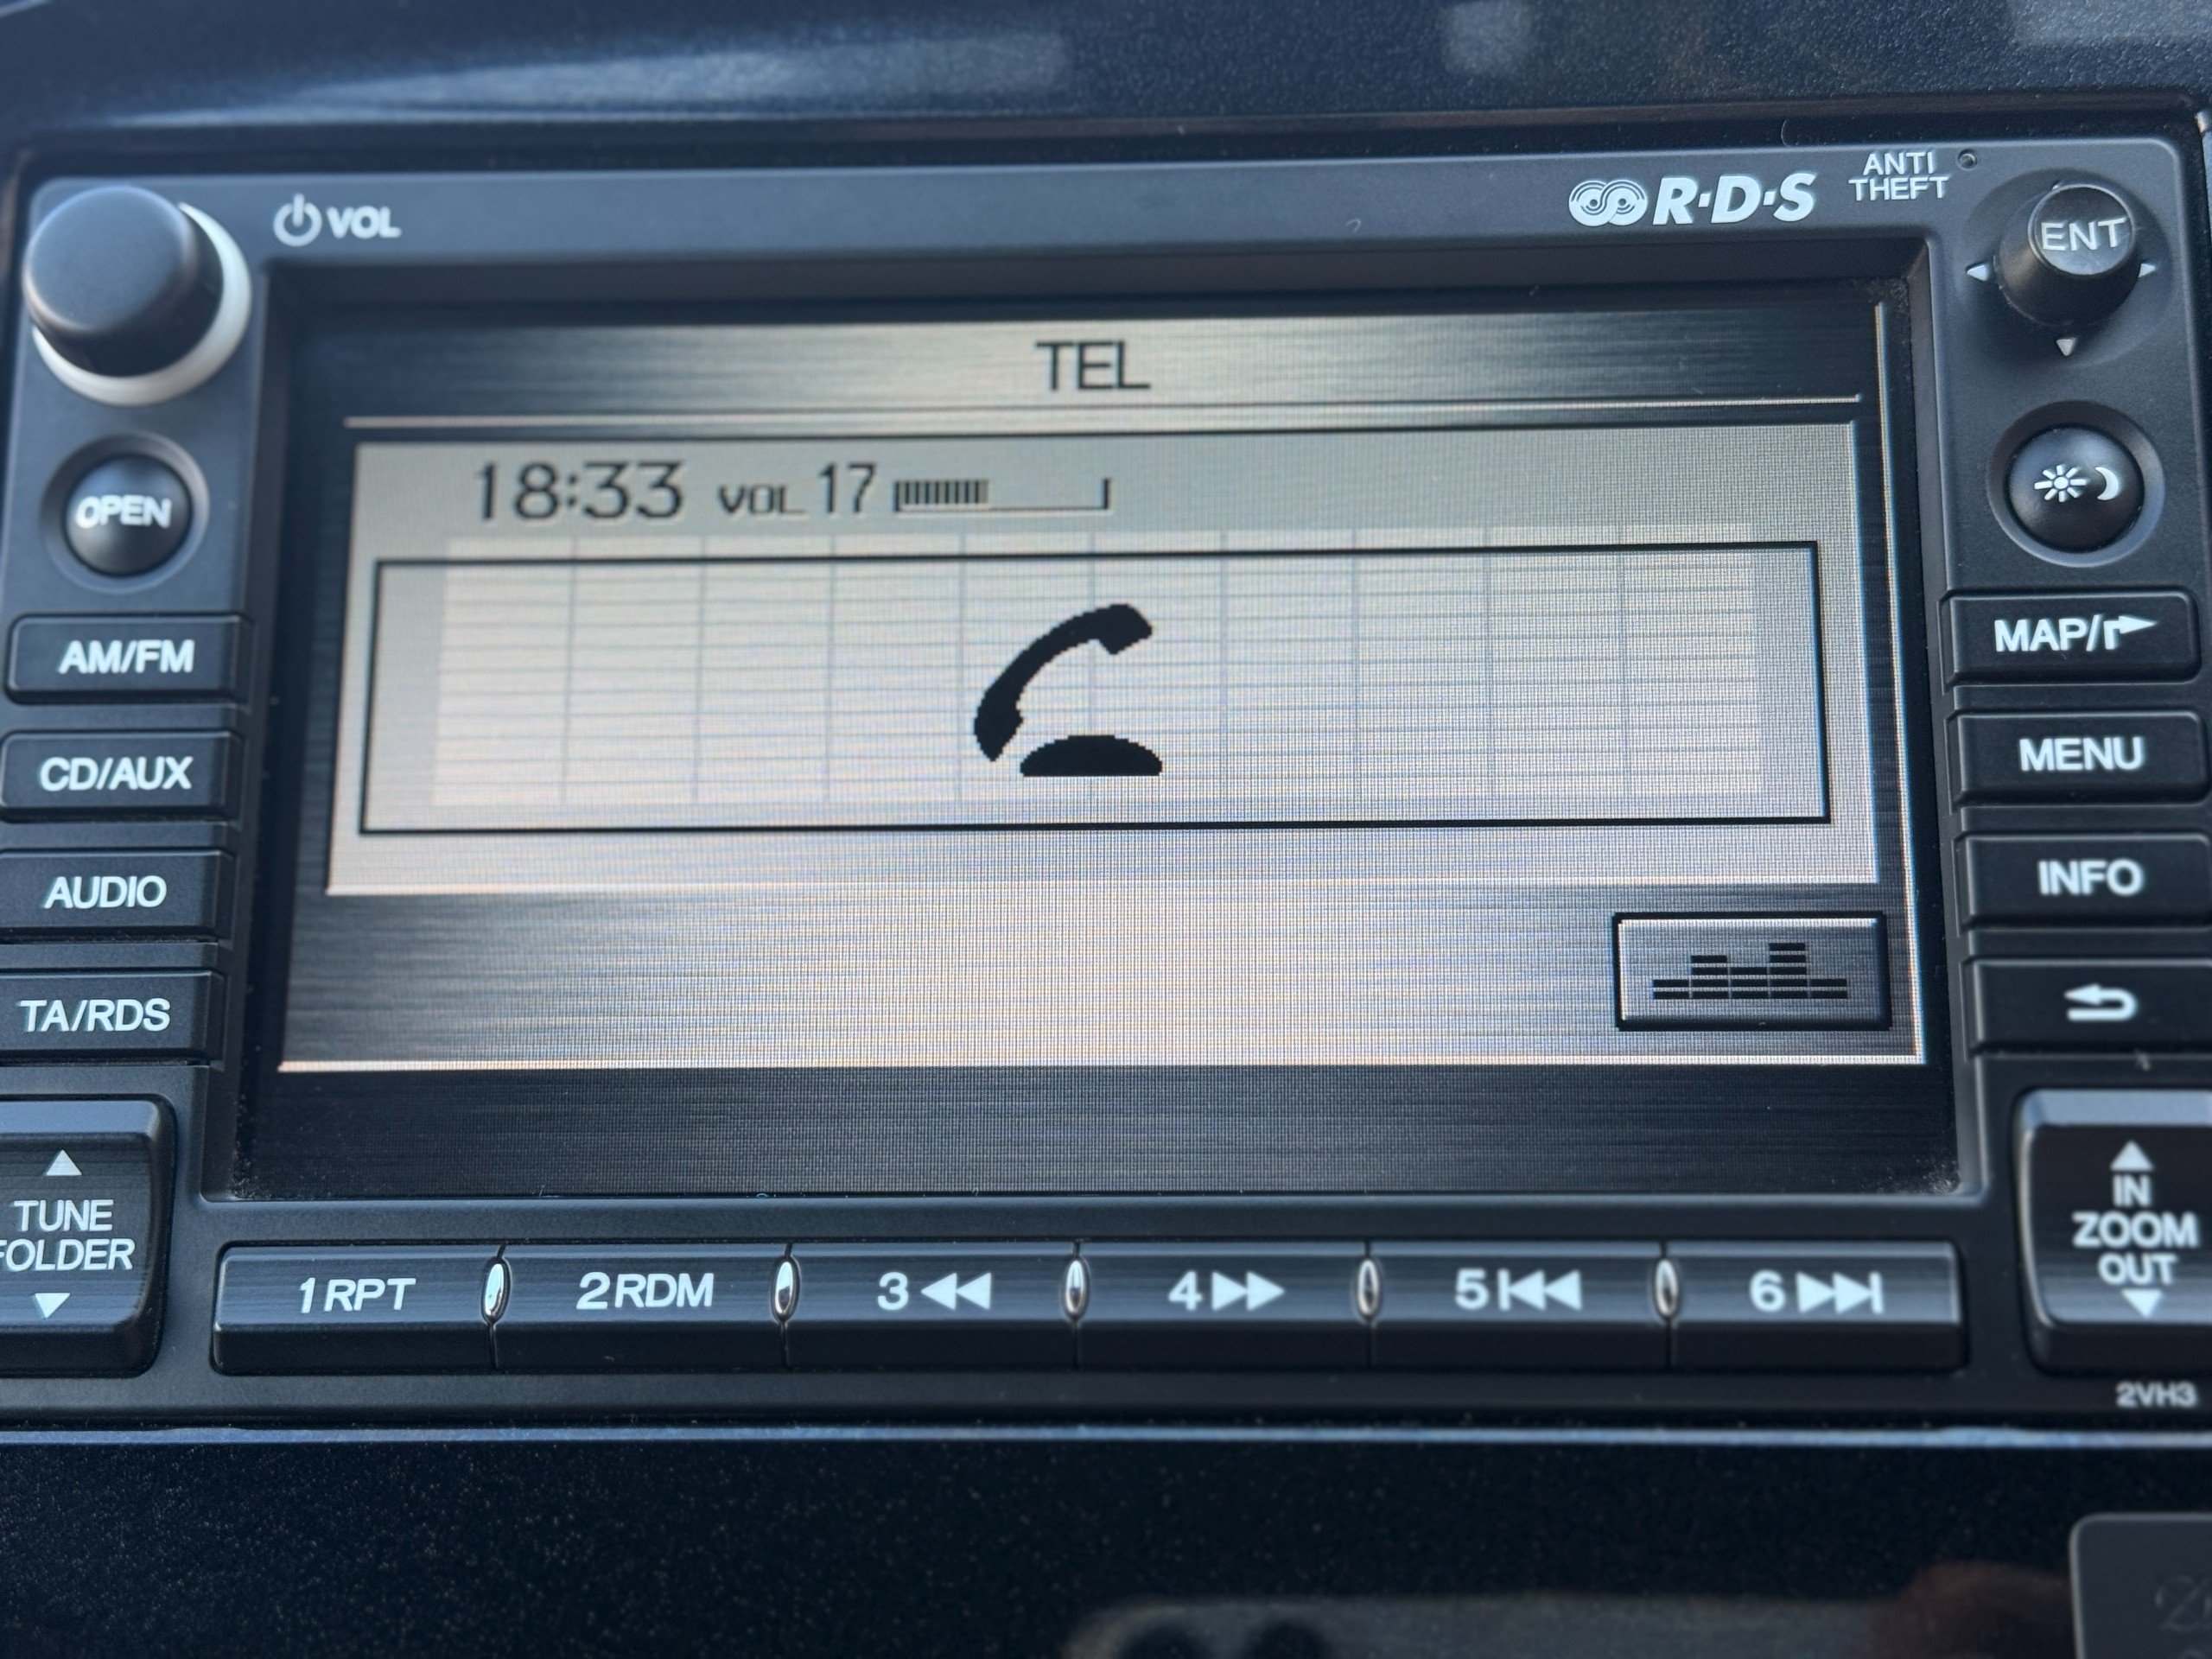 VOL
R·D·S
ANTI
THEFT
ENT
TEL
18:33 VOL 17
OPEN
AM/FM
CD/AUX
AUDIO
TA/RDS
TUNE
FOLDER
MAP/
MENU
INFO
IN
ZOOM
OUT
1 RPT
2 RDM
3
4
5
6
2VH3